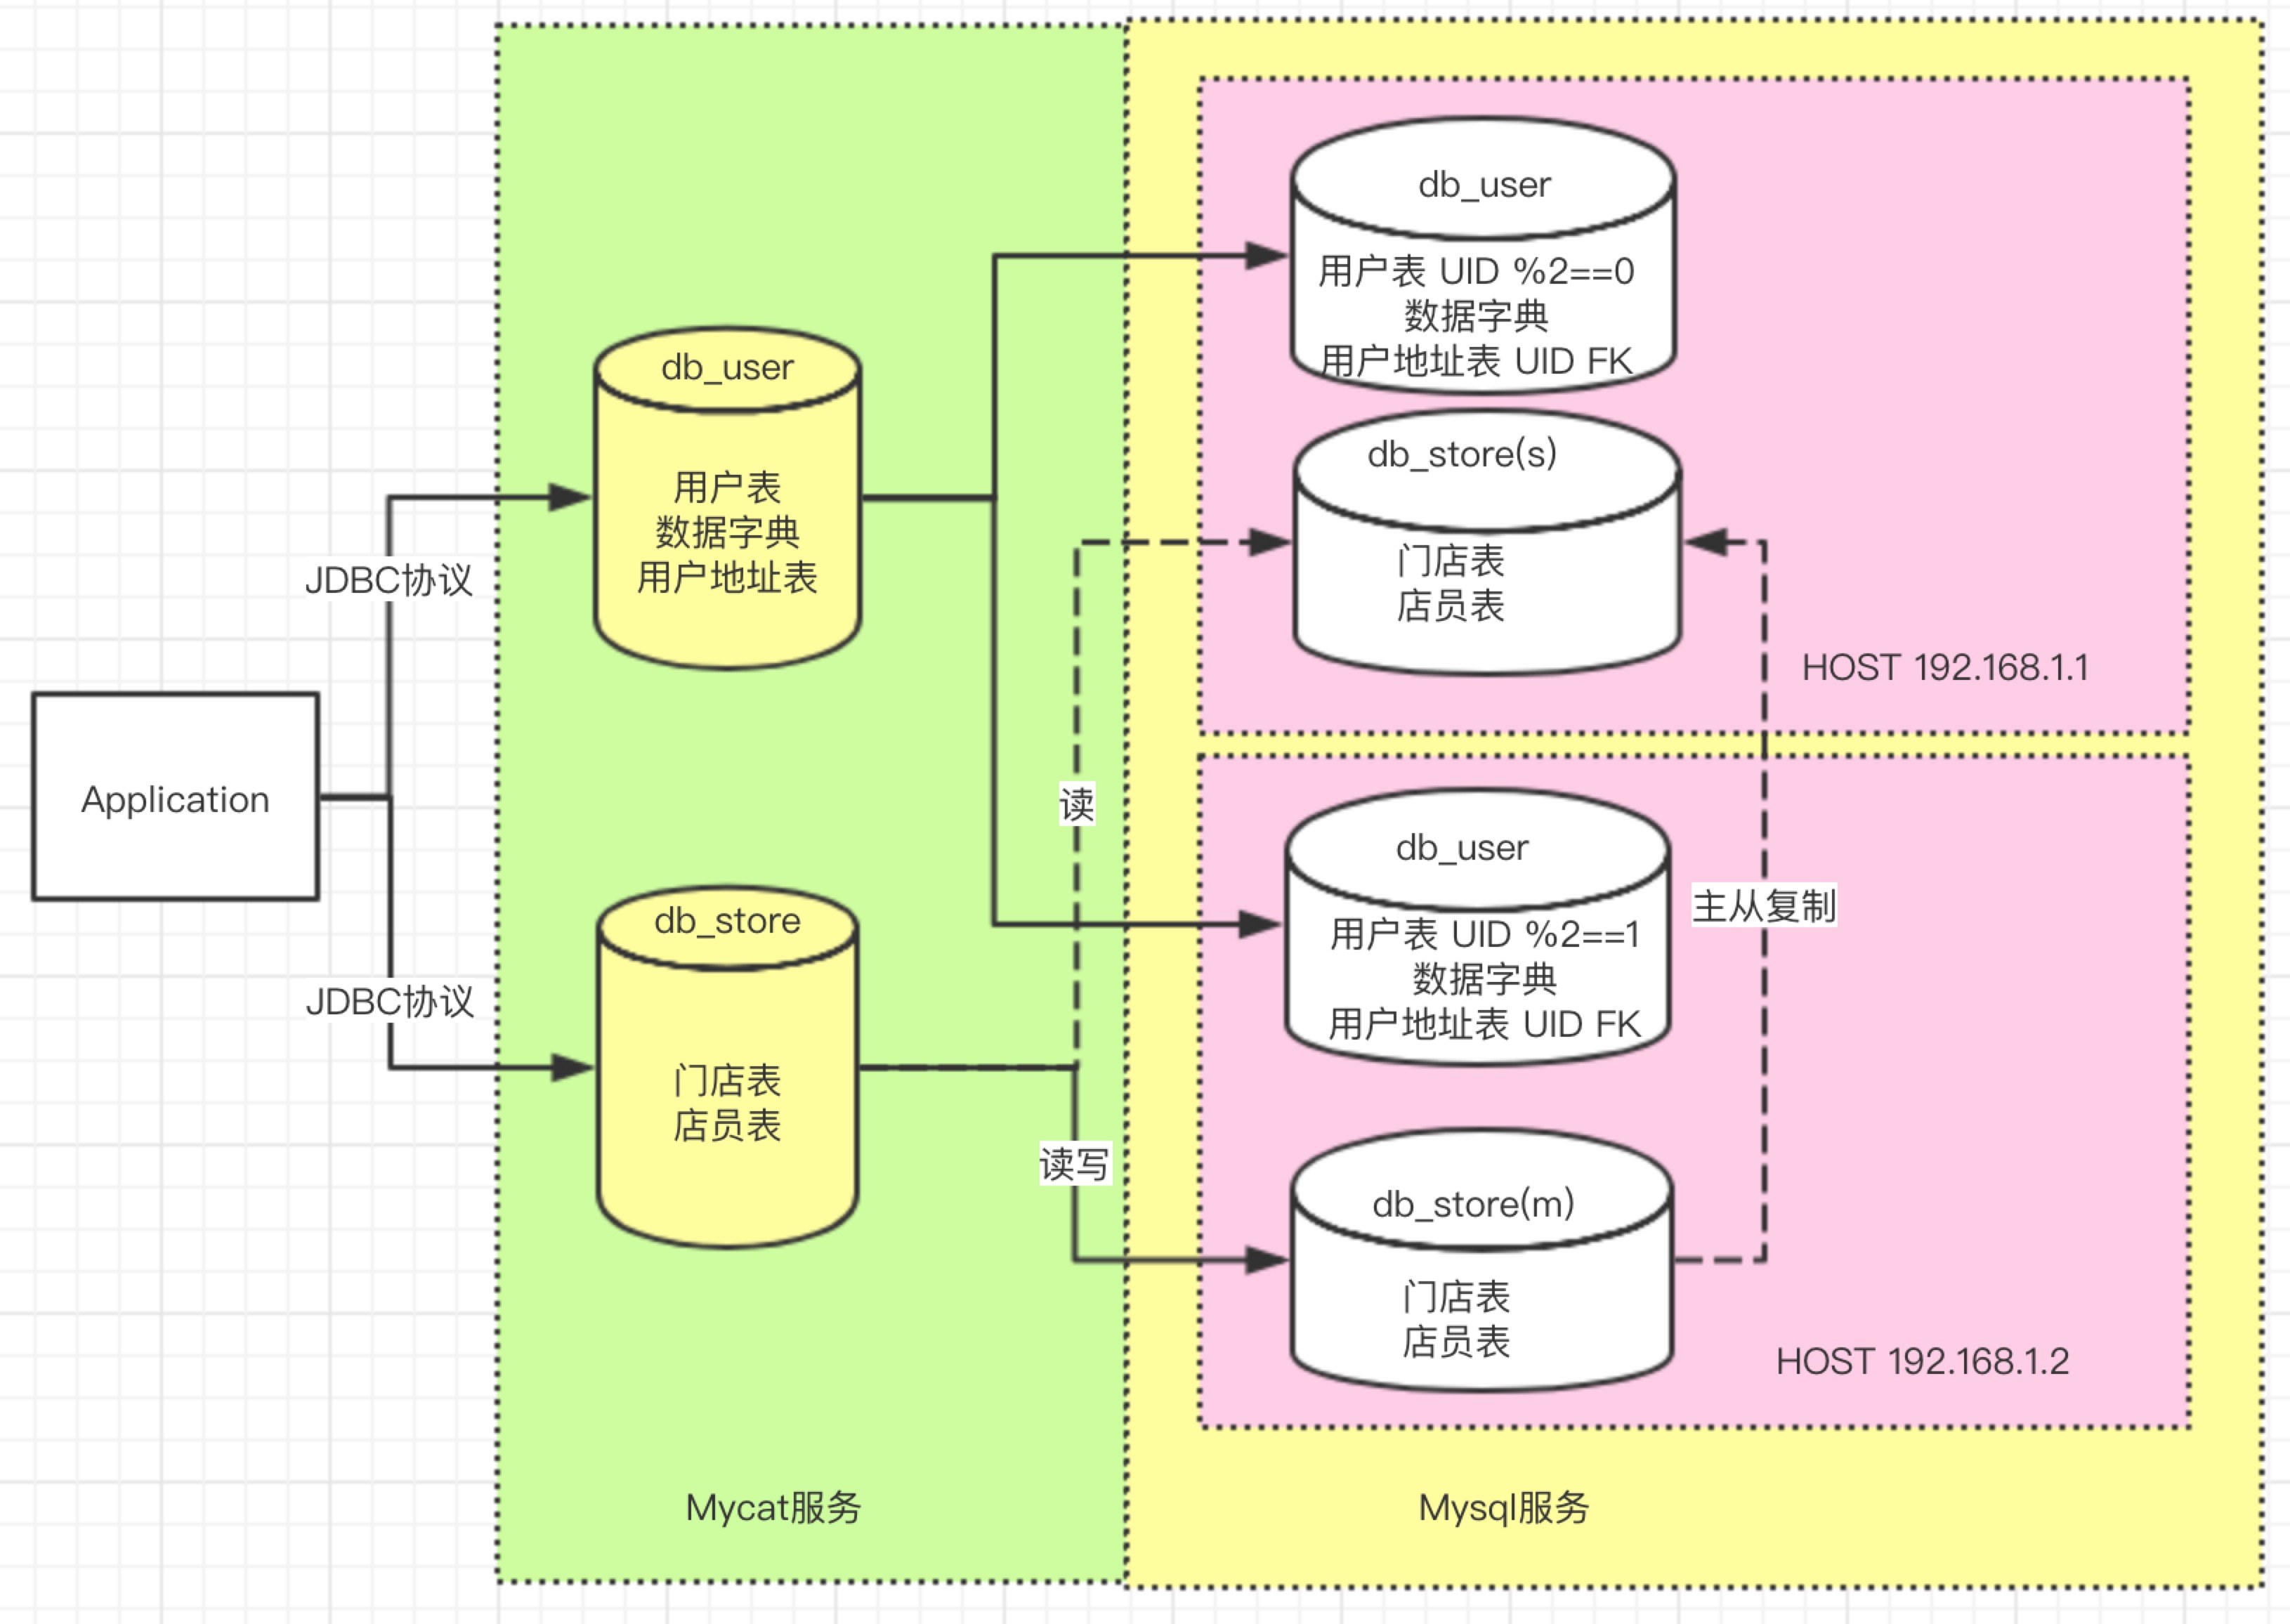 Application
JDBC协议
JDBC协议
db_user
用户表
数据字典
用户地址表
db_store
门店表
店员表
读
读写
Mycat服务
db_user
用户表 UID %2==0
数据字典
用户地址表 UID FK
db_store(s)
门店表
店员表
HOST 192.168.1.1
db_user
用户表 UID %2==1
数据字典
用户地址表 UID FK
主从复制
db_store(m)
门店表
店员表
HOST 192.168.1.2
Mysql服务